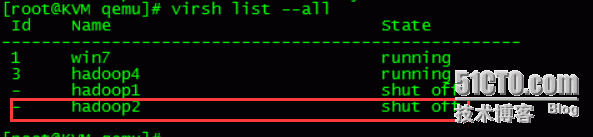 [root@KVM qemu]# virsh list --all
Id Name State
----------------------------------------------------
1 win7 running
3 hadoop4 running
- hadoop1 shut off
- hadoop2 shut off
51CTO.com
技术博客 Blog
[root@KVM qemu]#